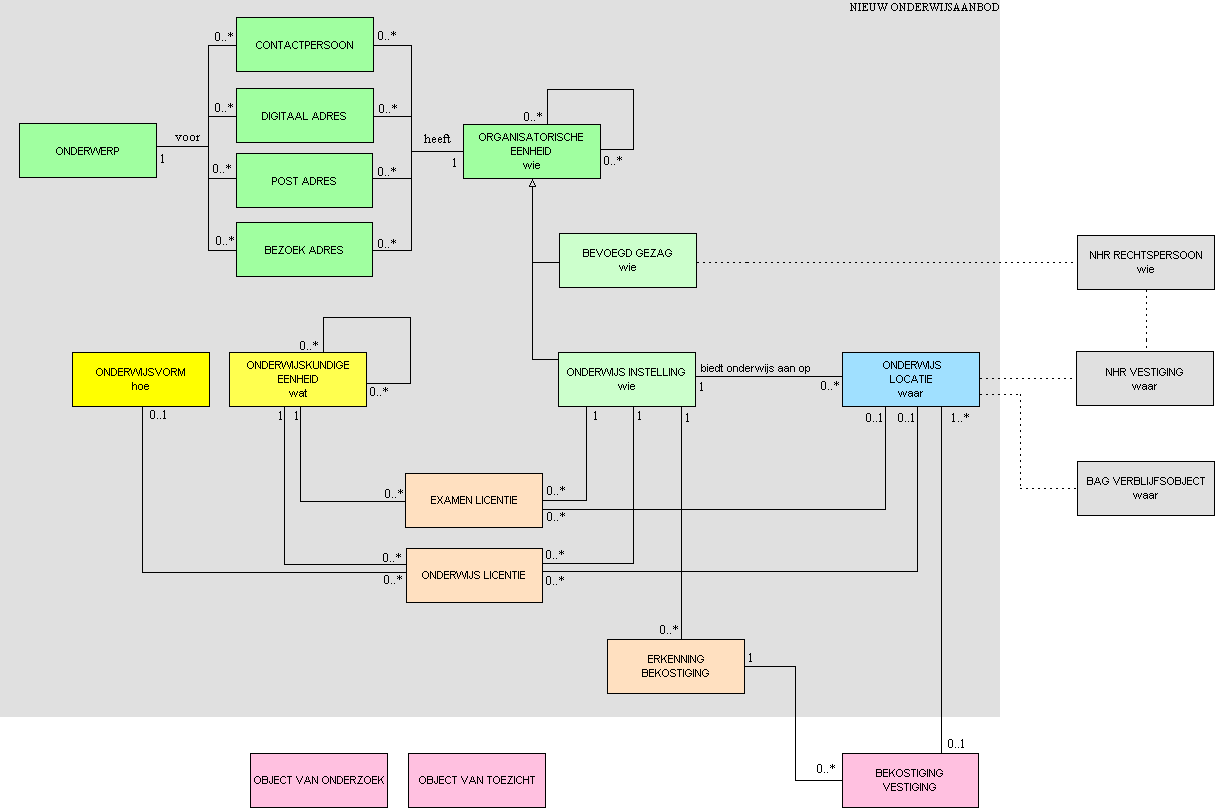 NIEUW ONDERWIJSAANBOD
0..*
CONTACTPERSOON
0..*
0..*
DIGITAAL ADRES
0..*
0..*
ONDERWERP
voor
1
heeft
1
ORGANISATORISCHE
EENHEID
wie
0..*
0..*
POST ADRES
0..*
0..*
BEZOEK ADRES
0..*
BEVOEGD GEZAG
wie
NHR RECHTSPERSOON
wie
0..*
ONDERWIJSVORM
hoe
ONDERWIJSKUNDIGE
EENHEID
wat
0..*
ONDERWIJS INSTELLING
wie
biedt onderwijs aan op
1
0..*
ONDERWIJS
LOCATIE
waar
NHR VESTIGING
waar
0..1
1
1
1
1
1
0..1
0..1
1..*
BAG VERBLIJFSOBJECT
waar
0..*
EXAMEN LICENTIE
0..*
0..*
0..*
0..*
ONDERWIJS LICENTIE
0..*
0..*
0..*
ERKENNING
BEKOSTIGING
1
0..1
0..*
OBJECT VAN ONDERZOEK
OBJECT VAN TOEZICHT
BEKOSTIGING
VESTIGING